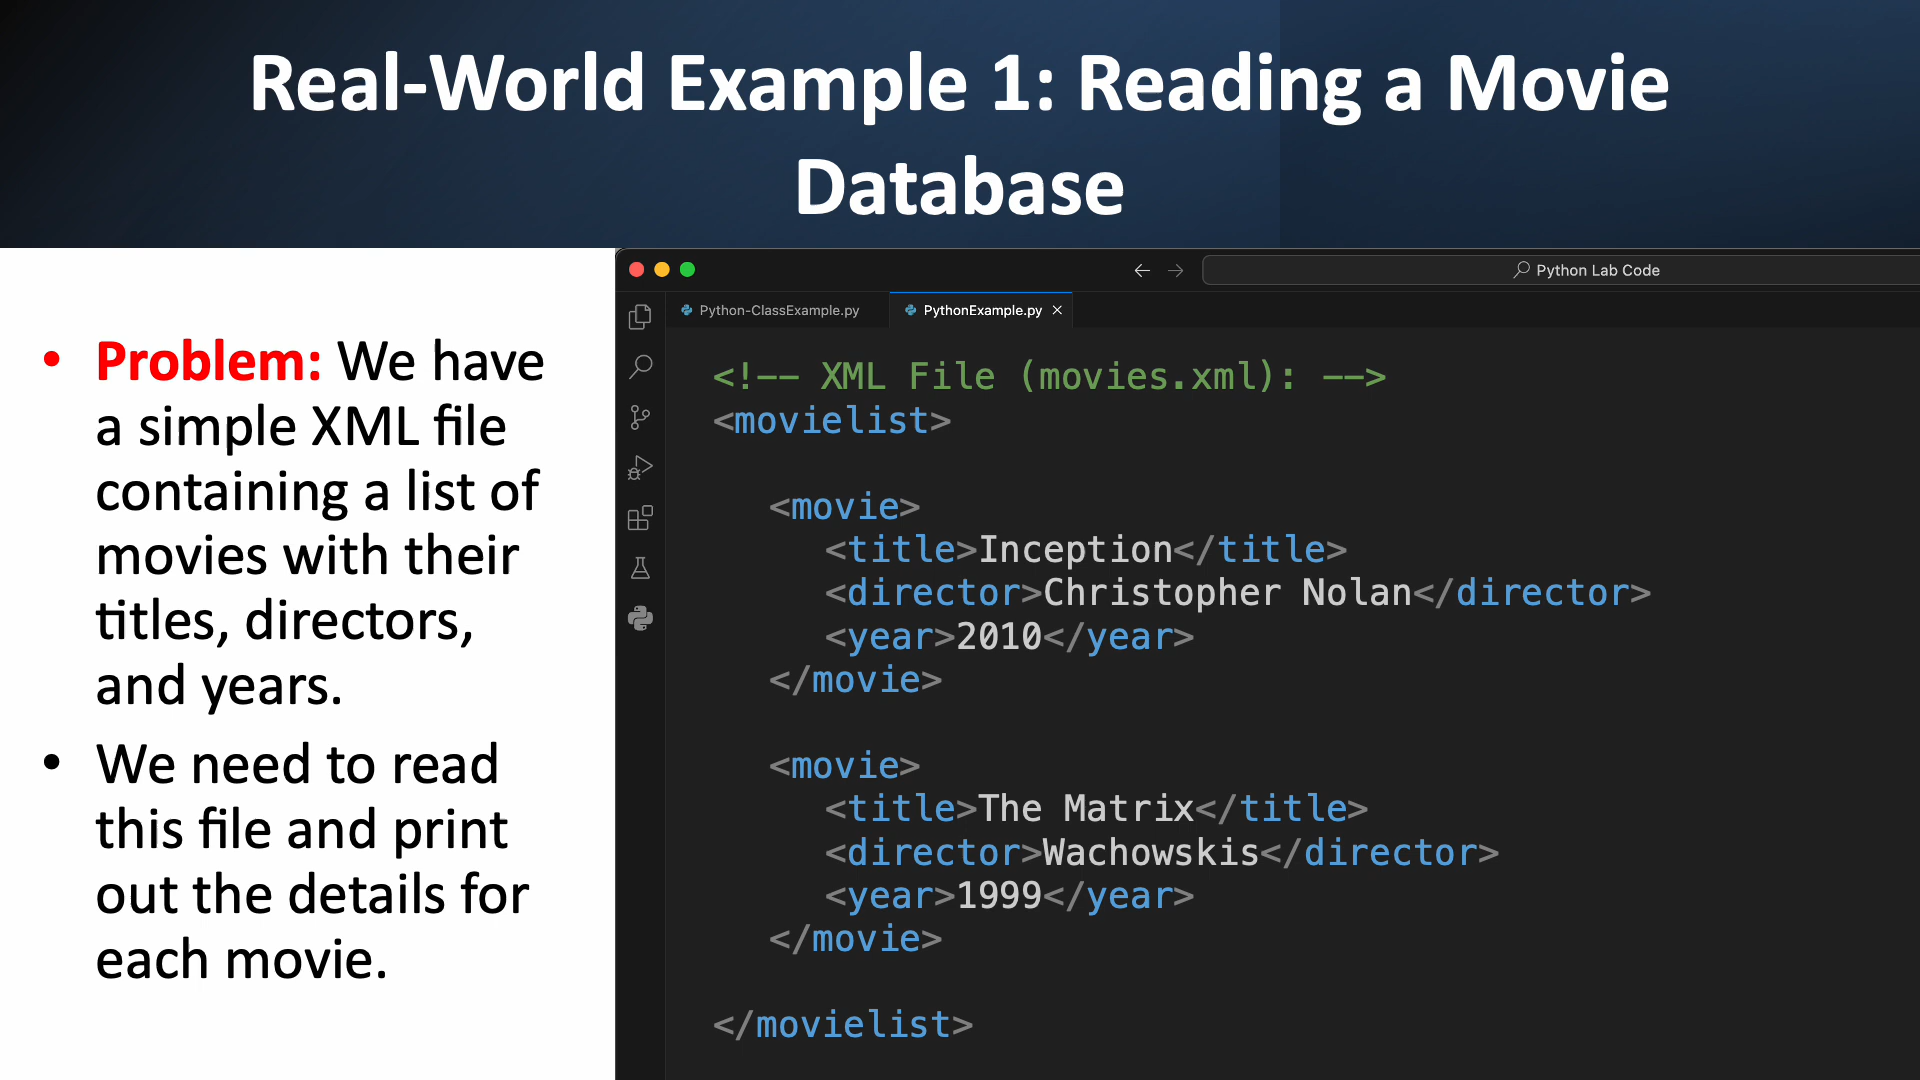 Real-World Example 1: Reading a Movie
Database
• Problem: We have
a simple XML file
containing a list of
movies with their
titles, directors,
and years.
• We need to read
this file and print
out the details for
each movie.
Python Lab Code
Python-ClassExample.py
PythonExample.py
<!-- XML File (movies.xml): -->
<movielist>
<movie>
<title>Inception</title>
<director>Christopher Nolan</director>
<year>2010</year>
</movie>
<movie>
<title>The Matrix</title>
<director>Wachowskis</director>
<year>1999</year>
</movie>
</movielist>